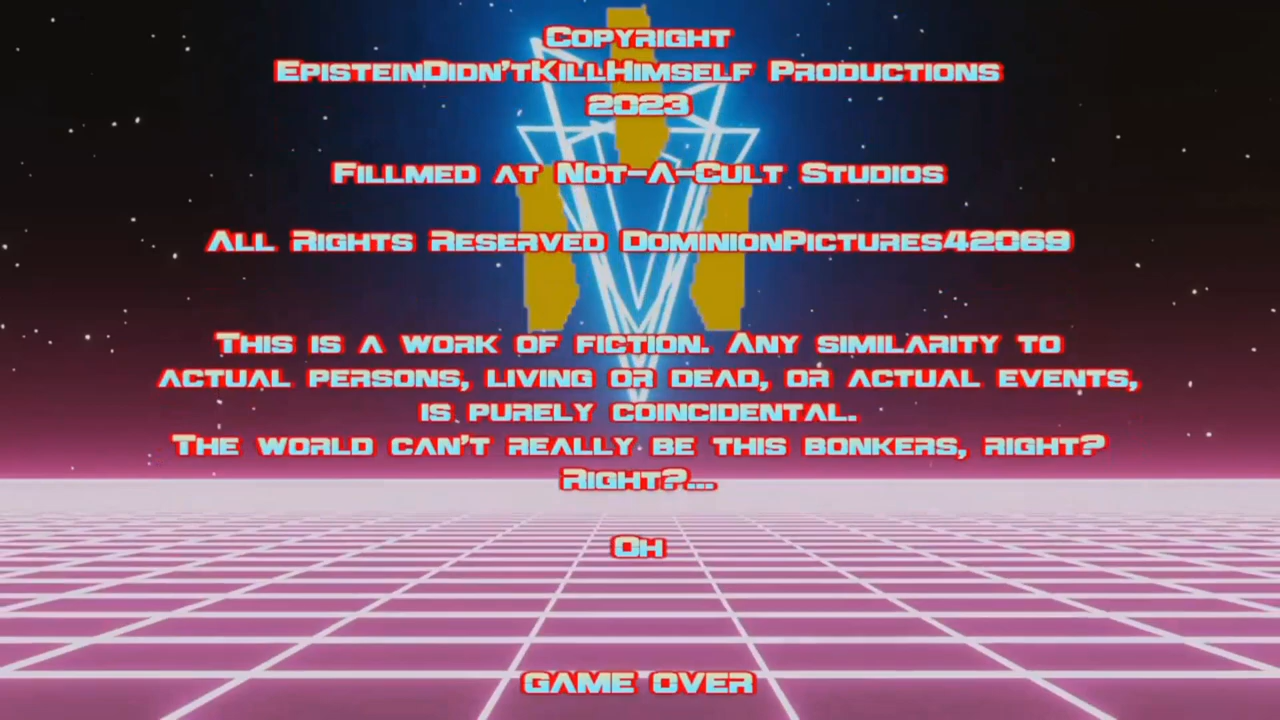 Copyright
EpisteinDidn'tKillHimself Productions
2023
Fillmed at Not-A-Cult Studios
All Rights Reserved DominionPictures42069
This is a work of fiction. Any similarity to
actual persons, living or dead, or actual events,
is purely coincidental.
The world can't really be this bonkers, right?
Right?...
Oh
GAME OVER